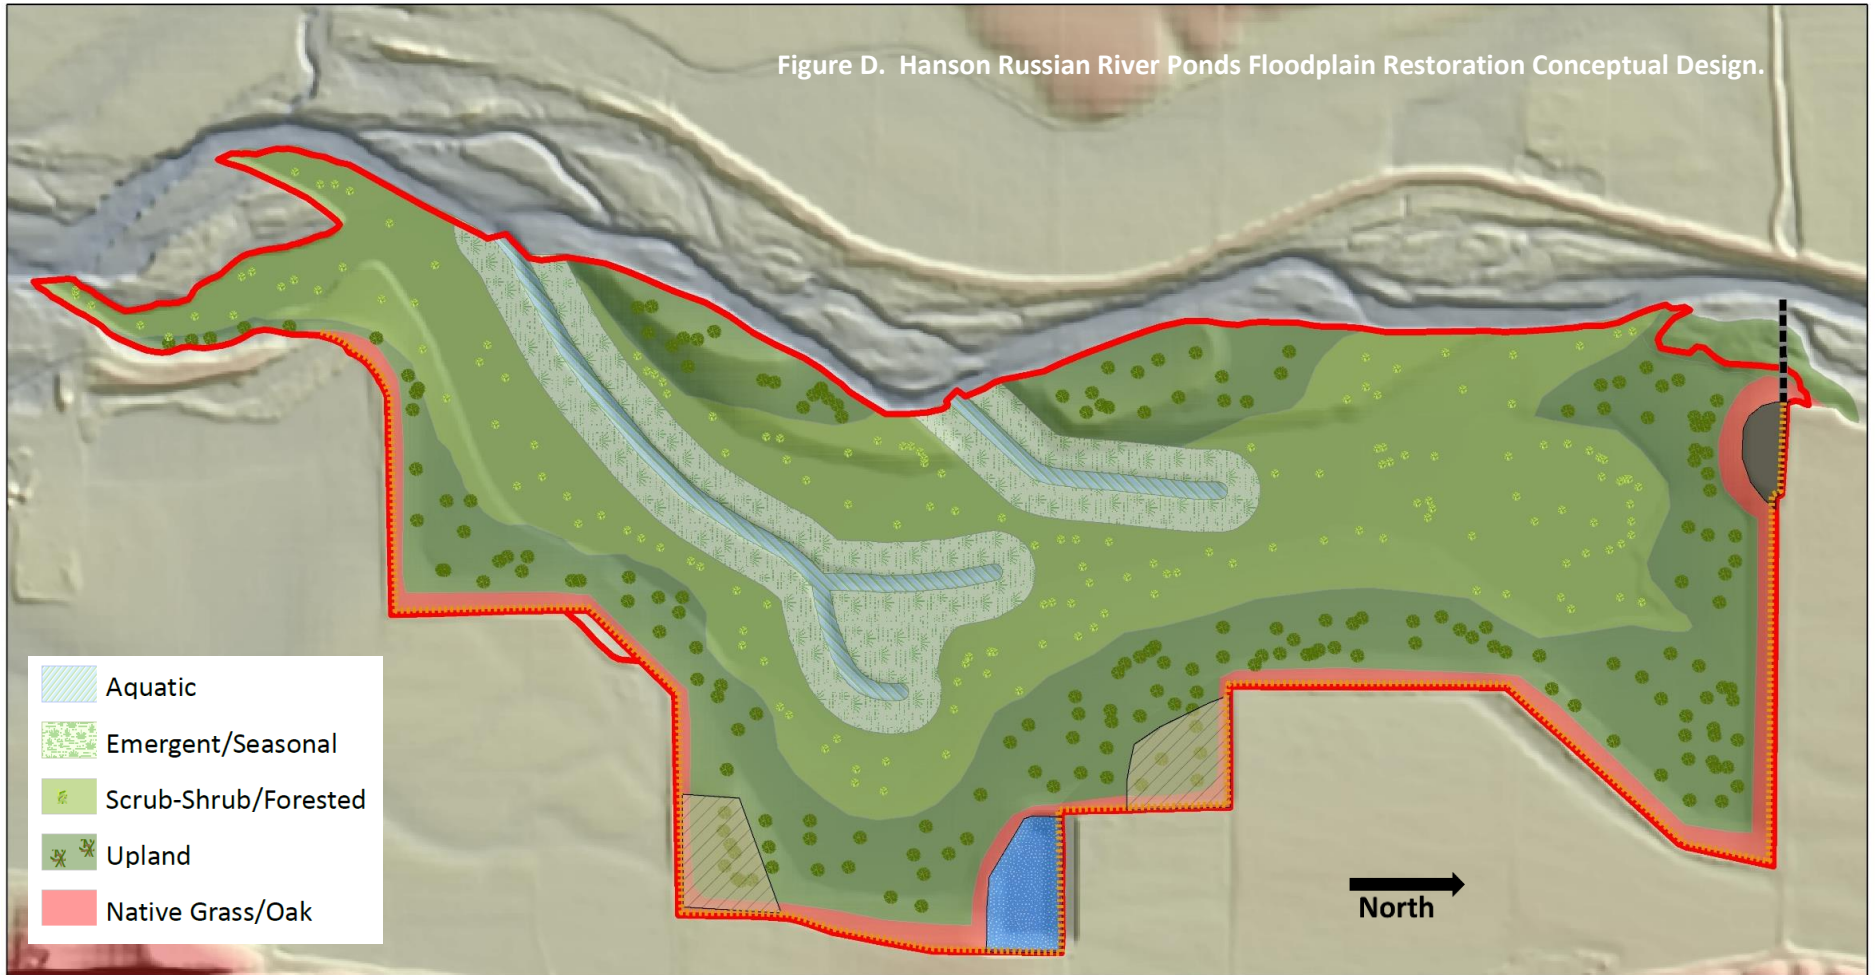 Figure D. Hanson Russian River Ponds Floodplain Restoration Conceptual Design.
Aquatic
Emergent/Seasonal
Scrub-Shrub/Forested
Upland
Native Grass/Oak
North